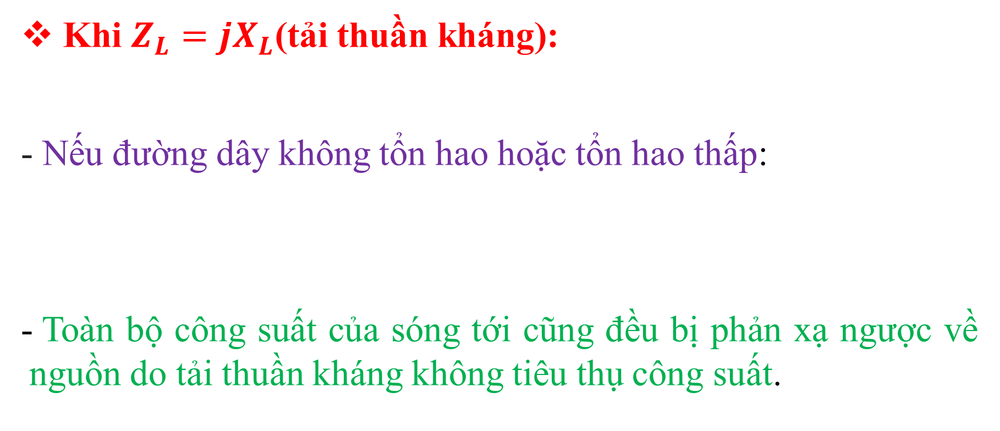 ❖ Khi Z_L = jX_L(tải thuần kháng):
- Nếu đường dây không tổn hao hoặc tổn hao thấp:
- Toàn bộ công suất của sóng tới cũng đều bị phản xạ ngược về
nguồn do tải thuần kháng không tiêu thụ công suất.